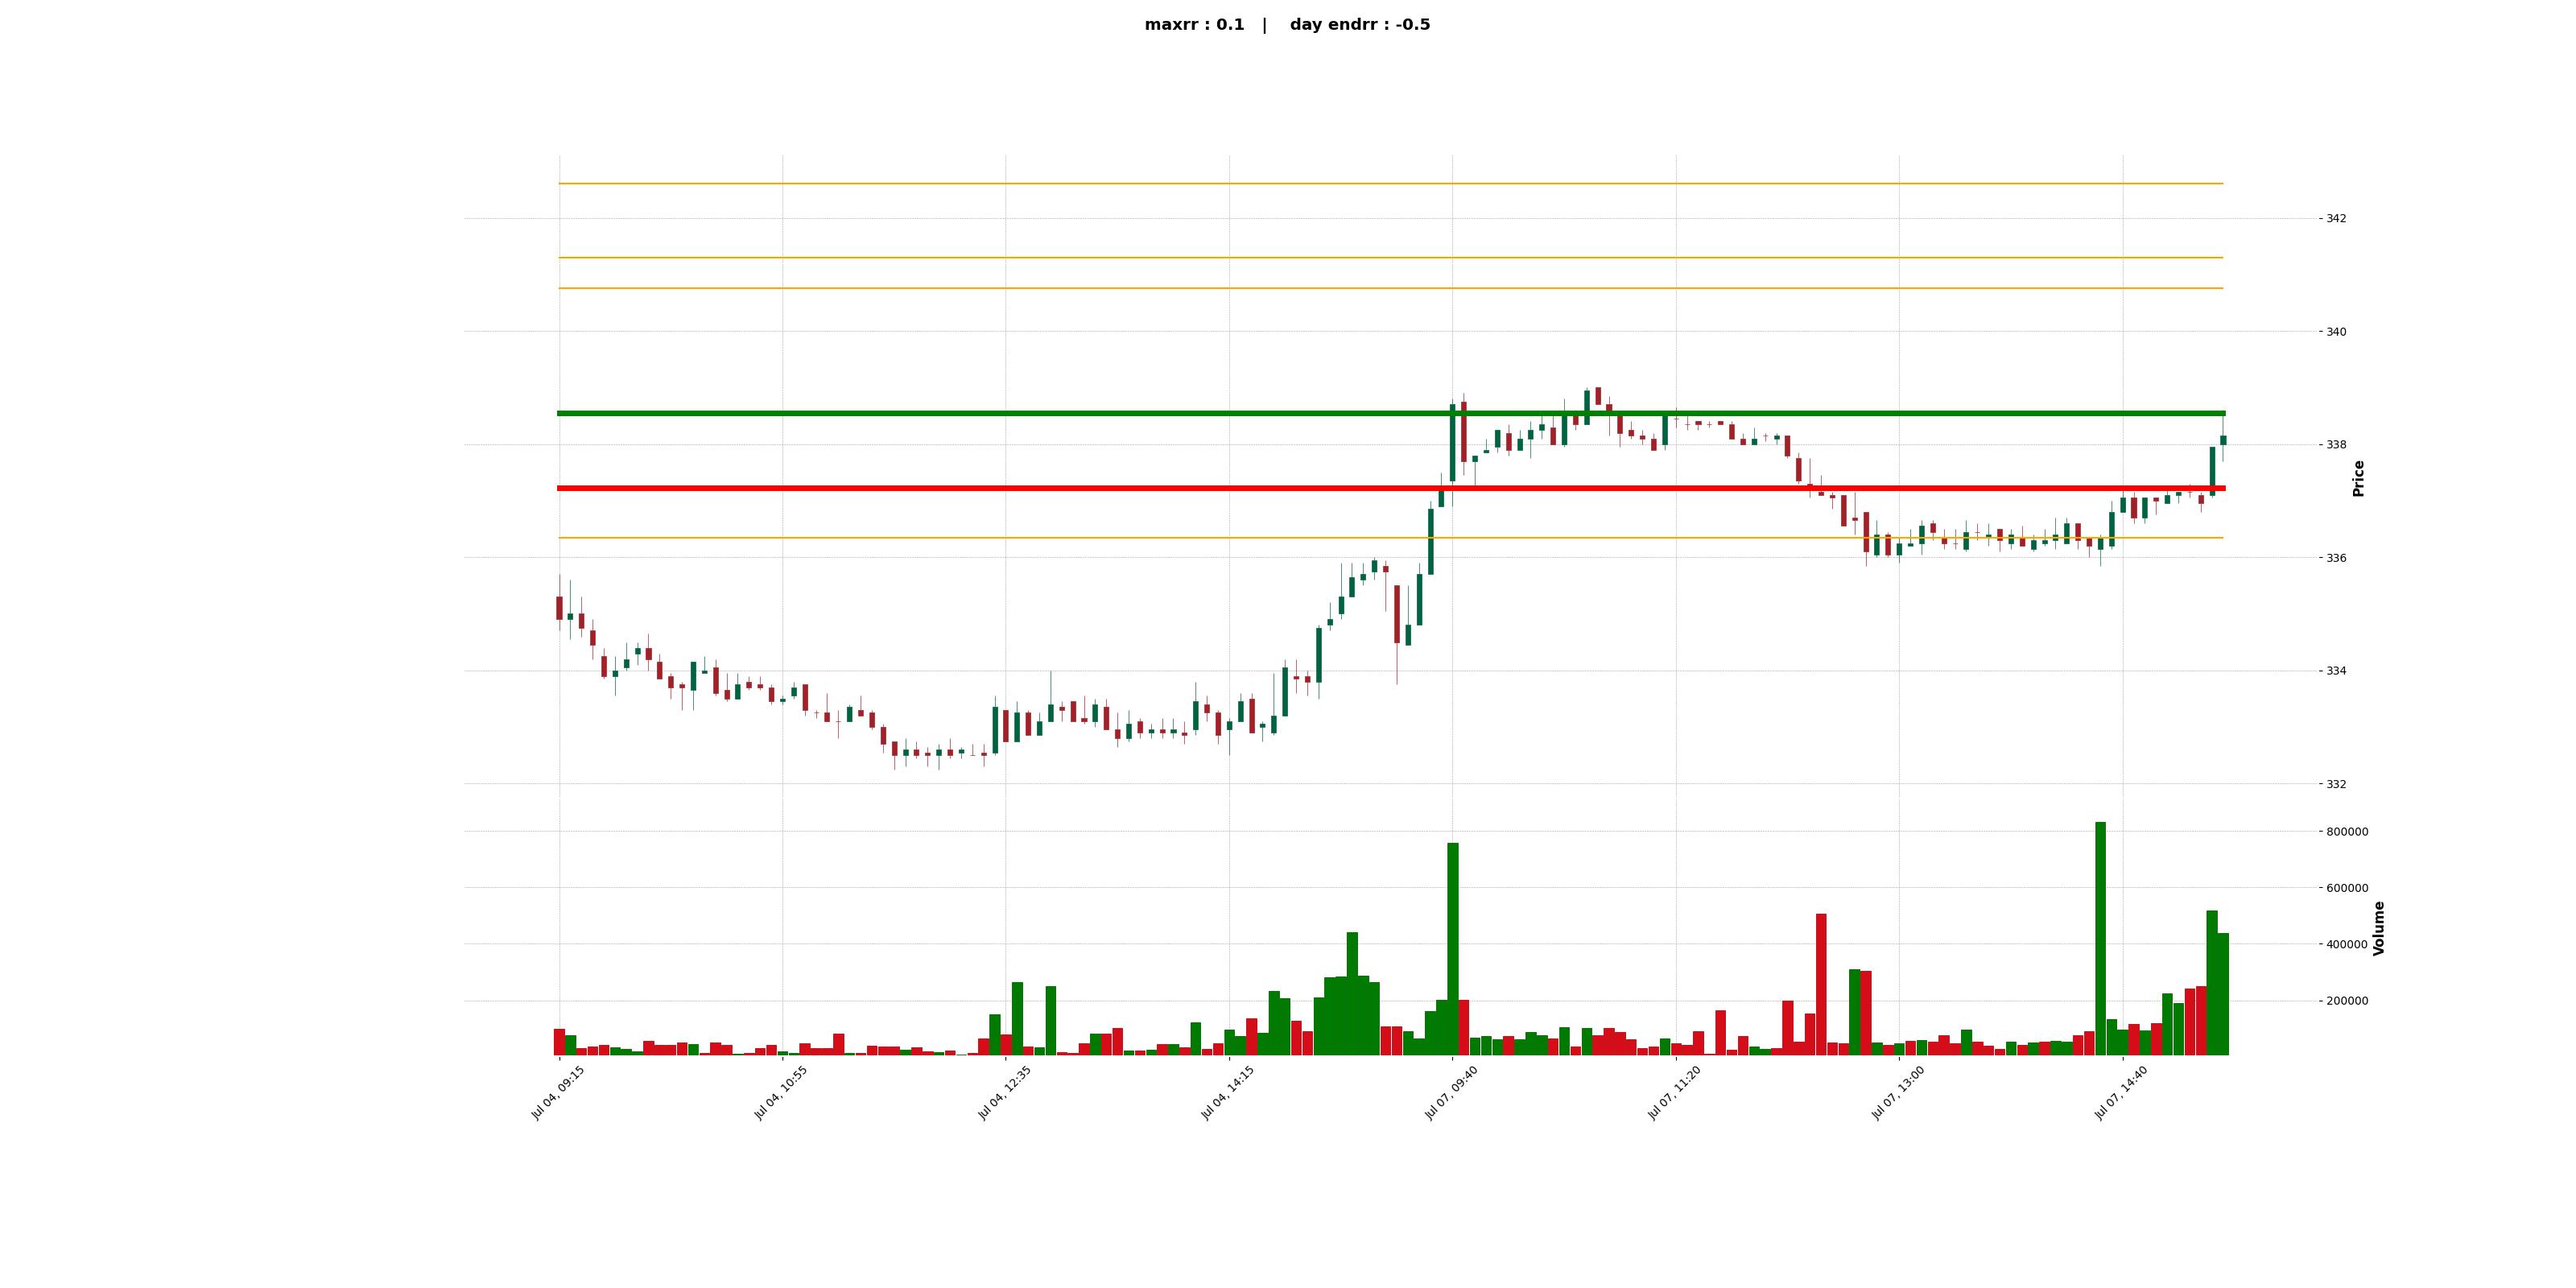 maxrr : 0.1   |    day endrr : -0.5
342
340
338
336
334
332
Price
800000
600000
400000
200000
Volume
Jul 04, 09:15
Jul 04, 10:55
Jul 04, 12:35
Jul 04, 14:15
Jul 07, 09:40
Jul 07, 11:20
Jul 07, 13:00
Jul 07, 14:40